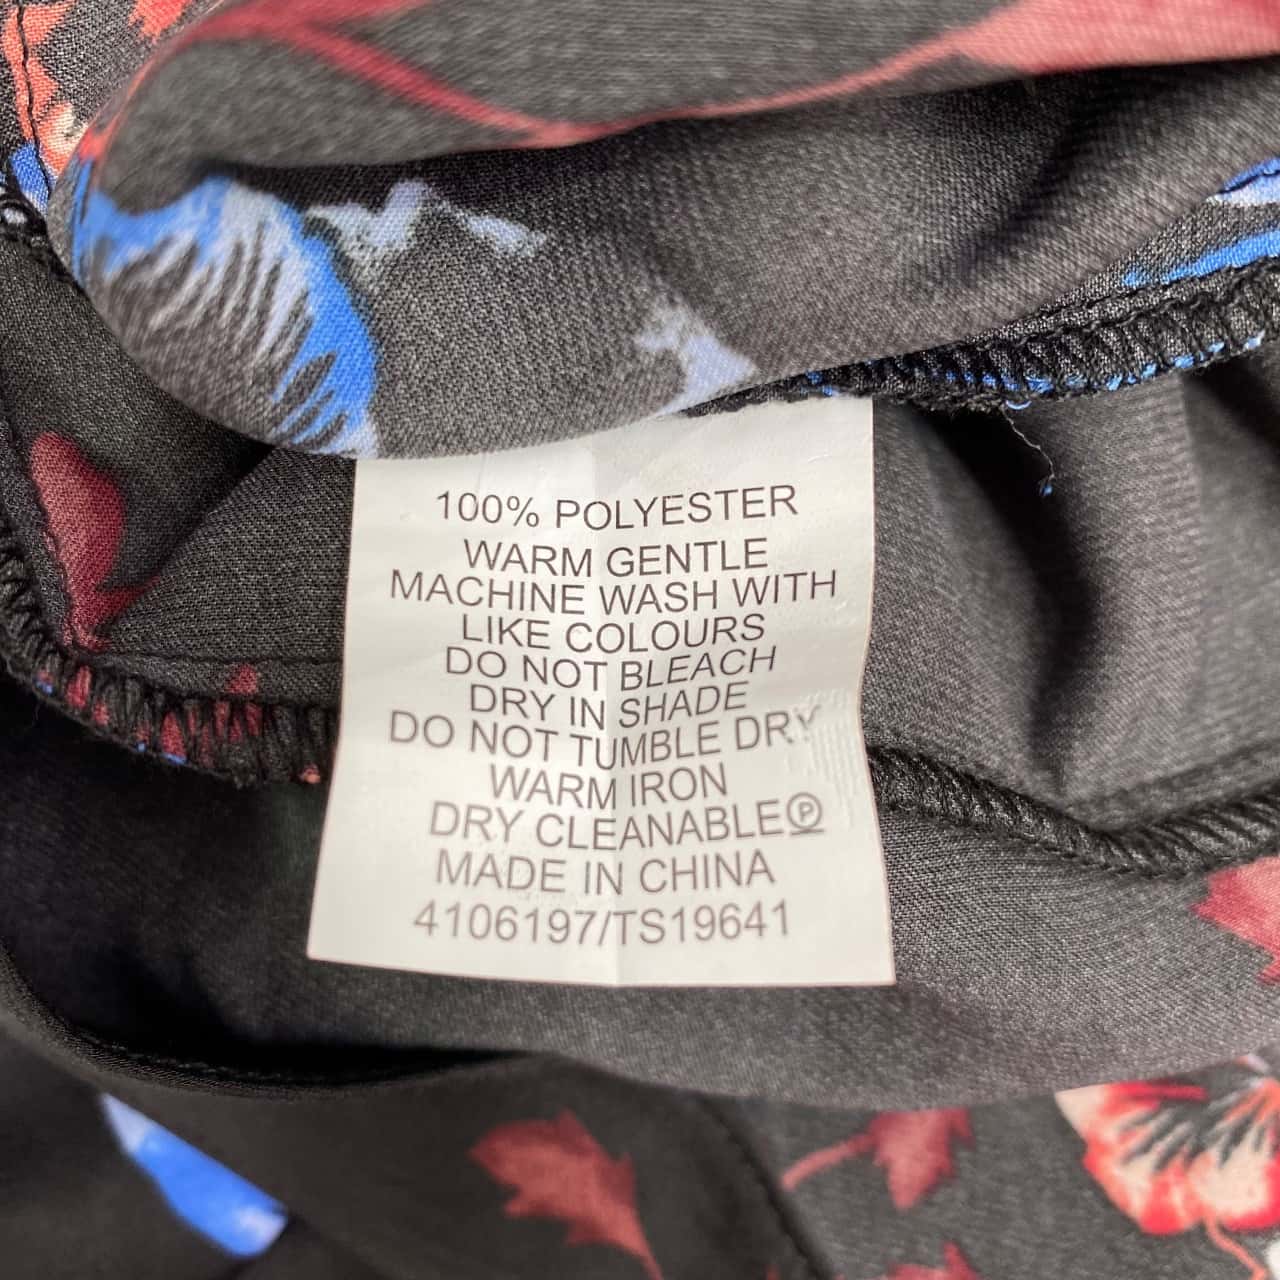 100% POLYESTER
WARM GENTLE
MACHINE WASH WITH
LIKE COLOURS
DO NOT BLEACH
DRY IN SHADE
DO NOT TUMBLE DRY
WARM IRON
DRY CLEANABLE Ⓟ
MADE IN CHINA
4106197/TS19641